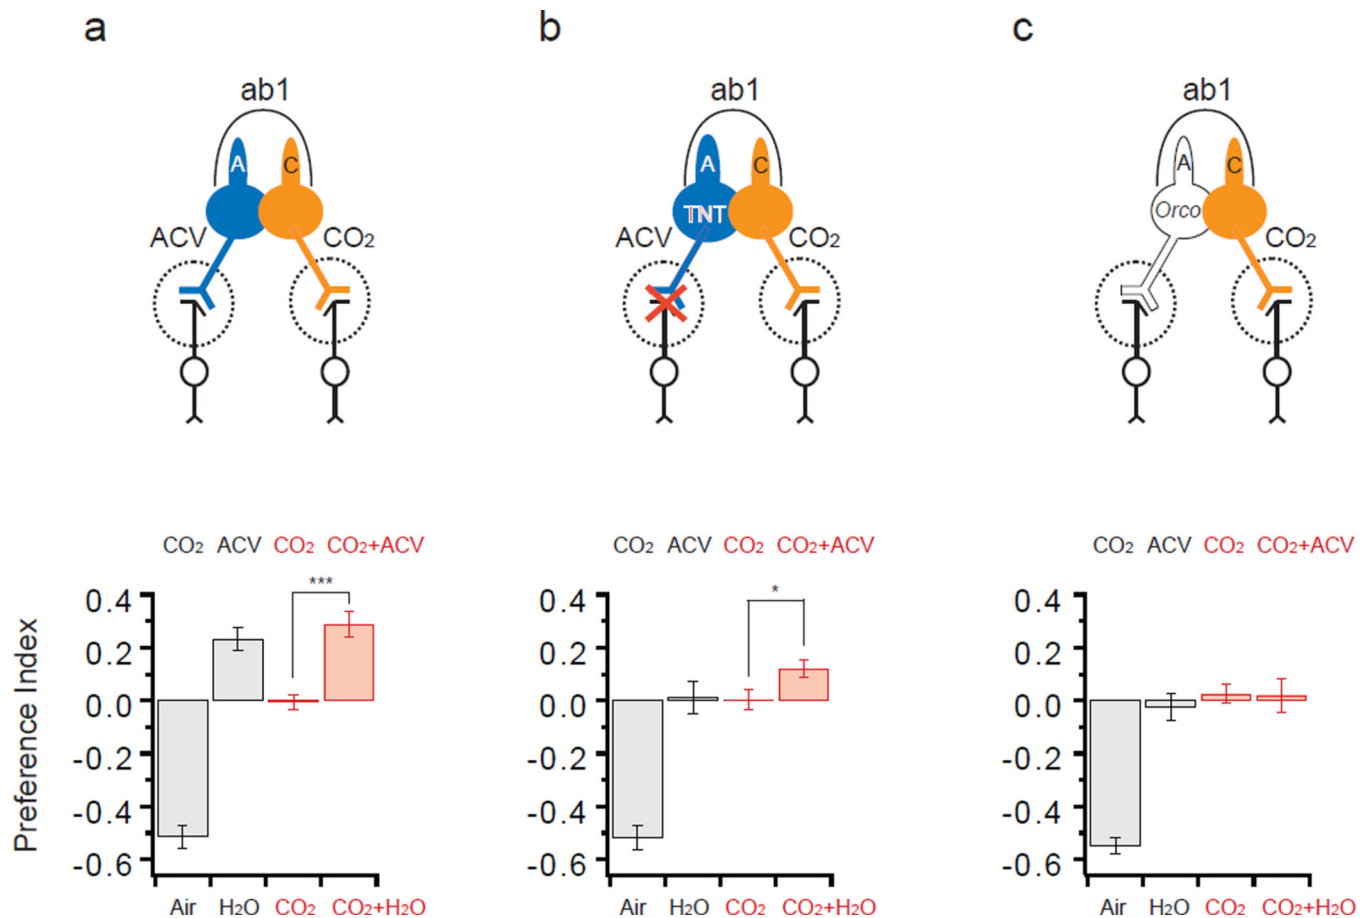 a b c
ab1 ab1 ab1
A C A C A C
TNT Orco
ACV CO2 ACV CO2 CO2
CO2 ACV CO2 CO2+ACV CO2 ACV CO2 CO2+ACV CO2 ACV CO2 CO2+ACV
*** *
Preference Index
0.4 0.4 0.4
0.2 0.2 0.2
0.0 0.0 0.0
-0.2 -0.2 -0.2
-0.4 -0.4 -0.4
-0.6 -0.6 -0.6
Air H2O CO2 CO2+H2O Air H2O CO2 CO2+H2O Air H2O CO2 CO2+H2O